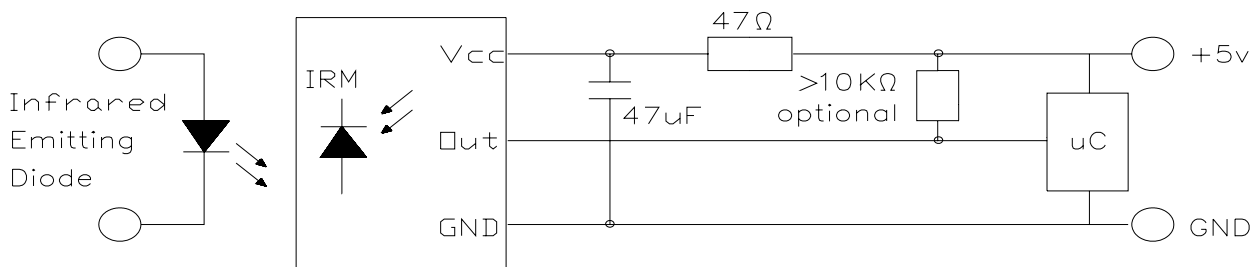 Infrared
Emitting
Diode
IRM
Vcc
Out
GND
47Ω
47uF
>10KΩ
optional
uC
+5v
GND